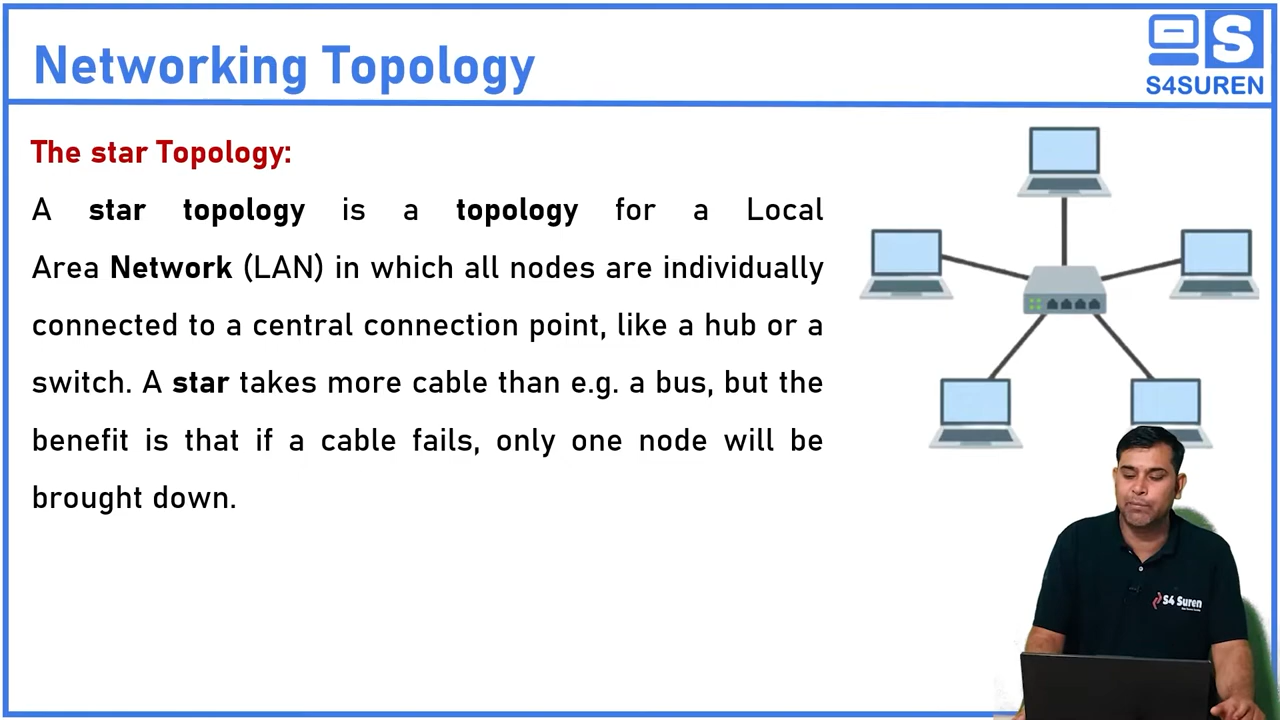 Networking Topology
S
S4SUREN
The star Topology:
A star topology is a topology for a Local
Area Network (LAN) in which all nodes are individually
connected to a central connection point, like a hub or a
switch. A star takes more cable than e.g. a bus, but the
benefit is that if a cable fails, only one node will be
brought down.
S4 Suren